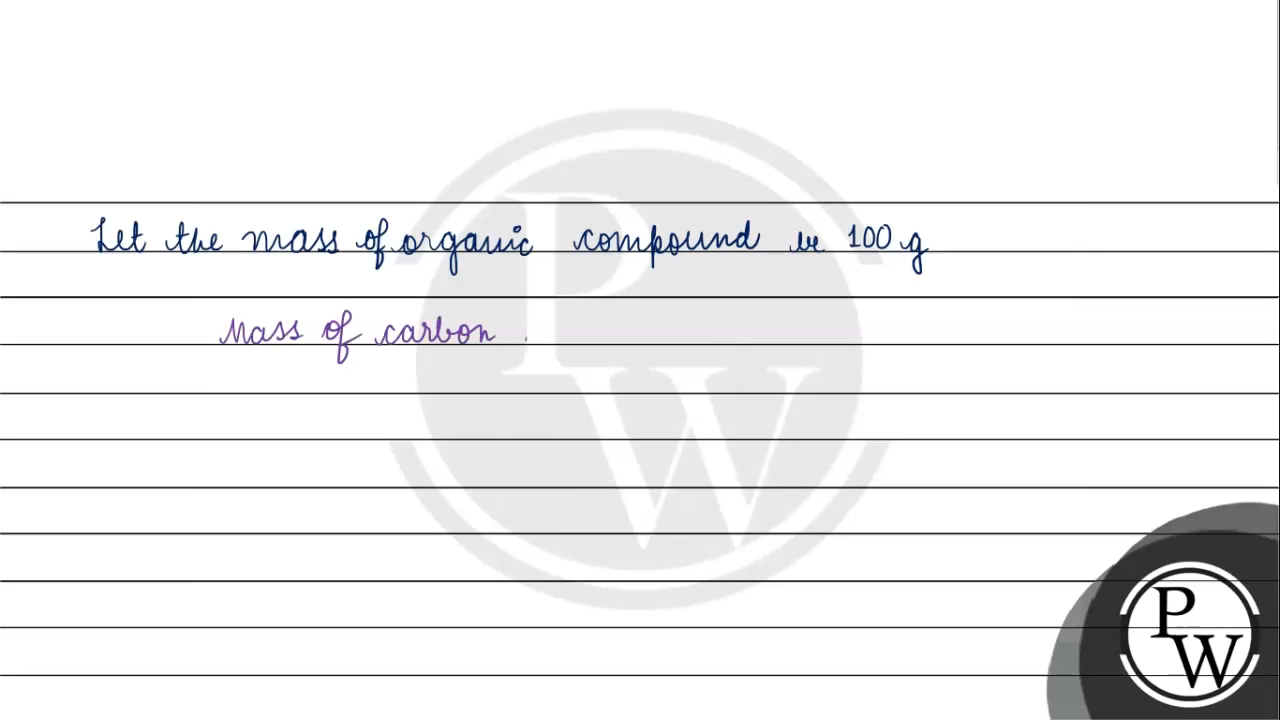 Let the mass of organic compound be 100 g
Mass of carbon
P
W
P
W